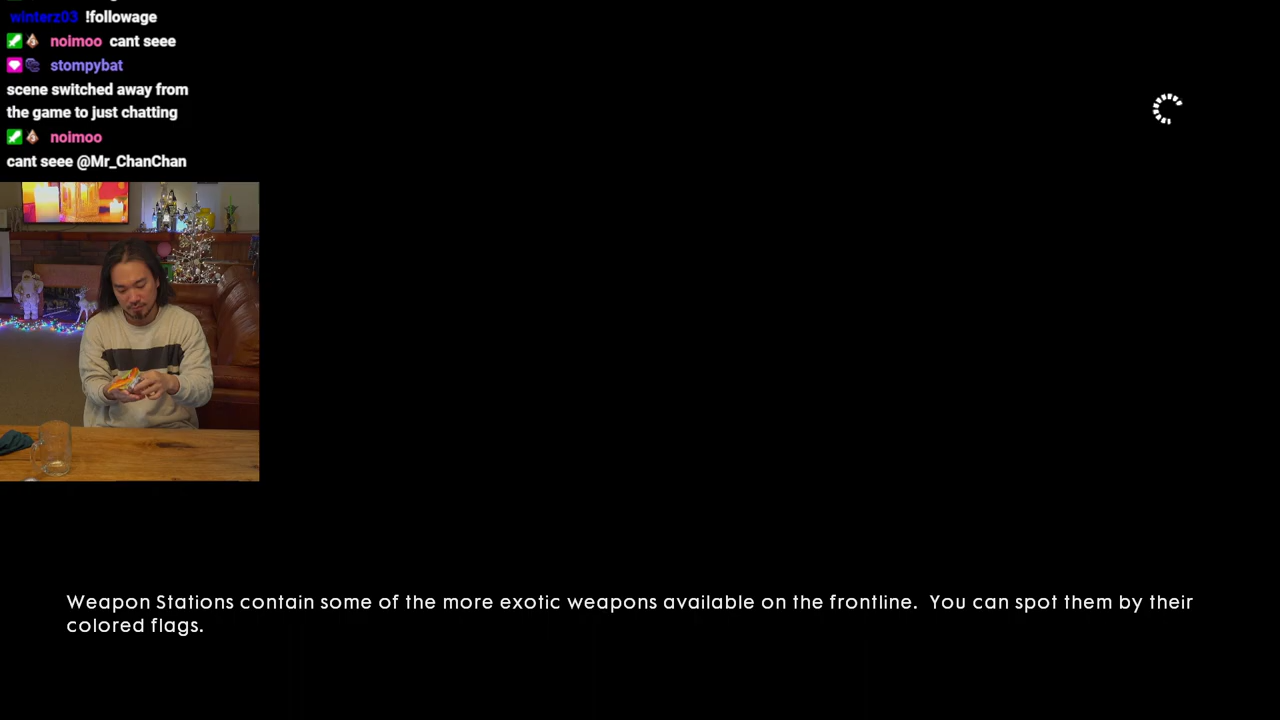 winterz03 !followage
noimoo cant seee
stompybat
scene switched away from
the game to just chatting
noimoo
cant seee @Mr_ChanChan
Weapon Stations contain some of the more exotic weapons available on the frontline. You can spot them by their
colored flags.